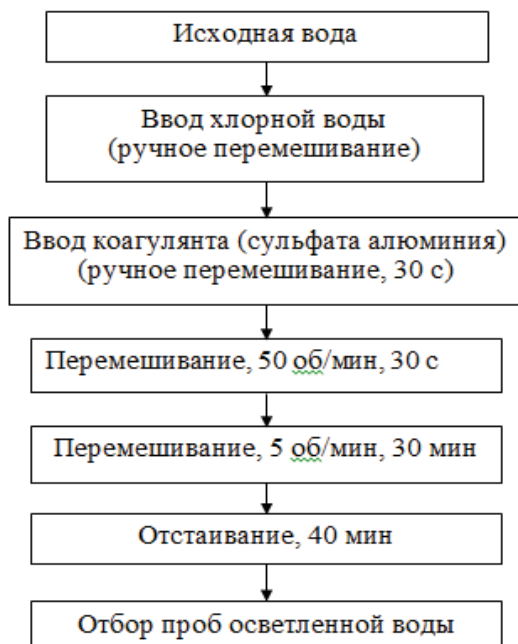 Исходная вода
Ввод хлорной воды
(ручное перемешивание)
Ввод коагулянта (сульфата алюминия)
(ручное перемешивание, 30 с)
Перемешивание, 50 об/мин, 30 с
Перемешивание, 5 об/мин, 30 мин
Отстаивание, 40 мин
Отбор проб осветленной воды